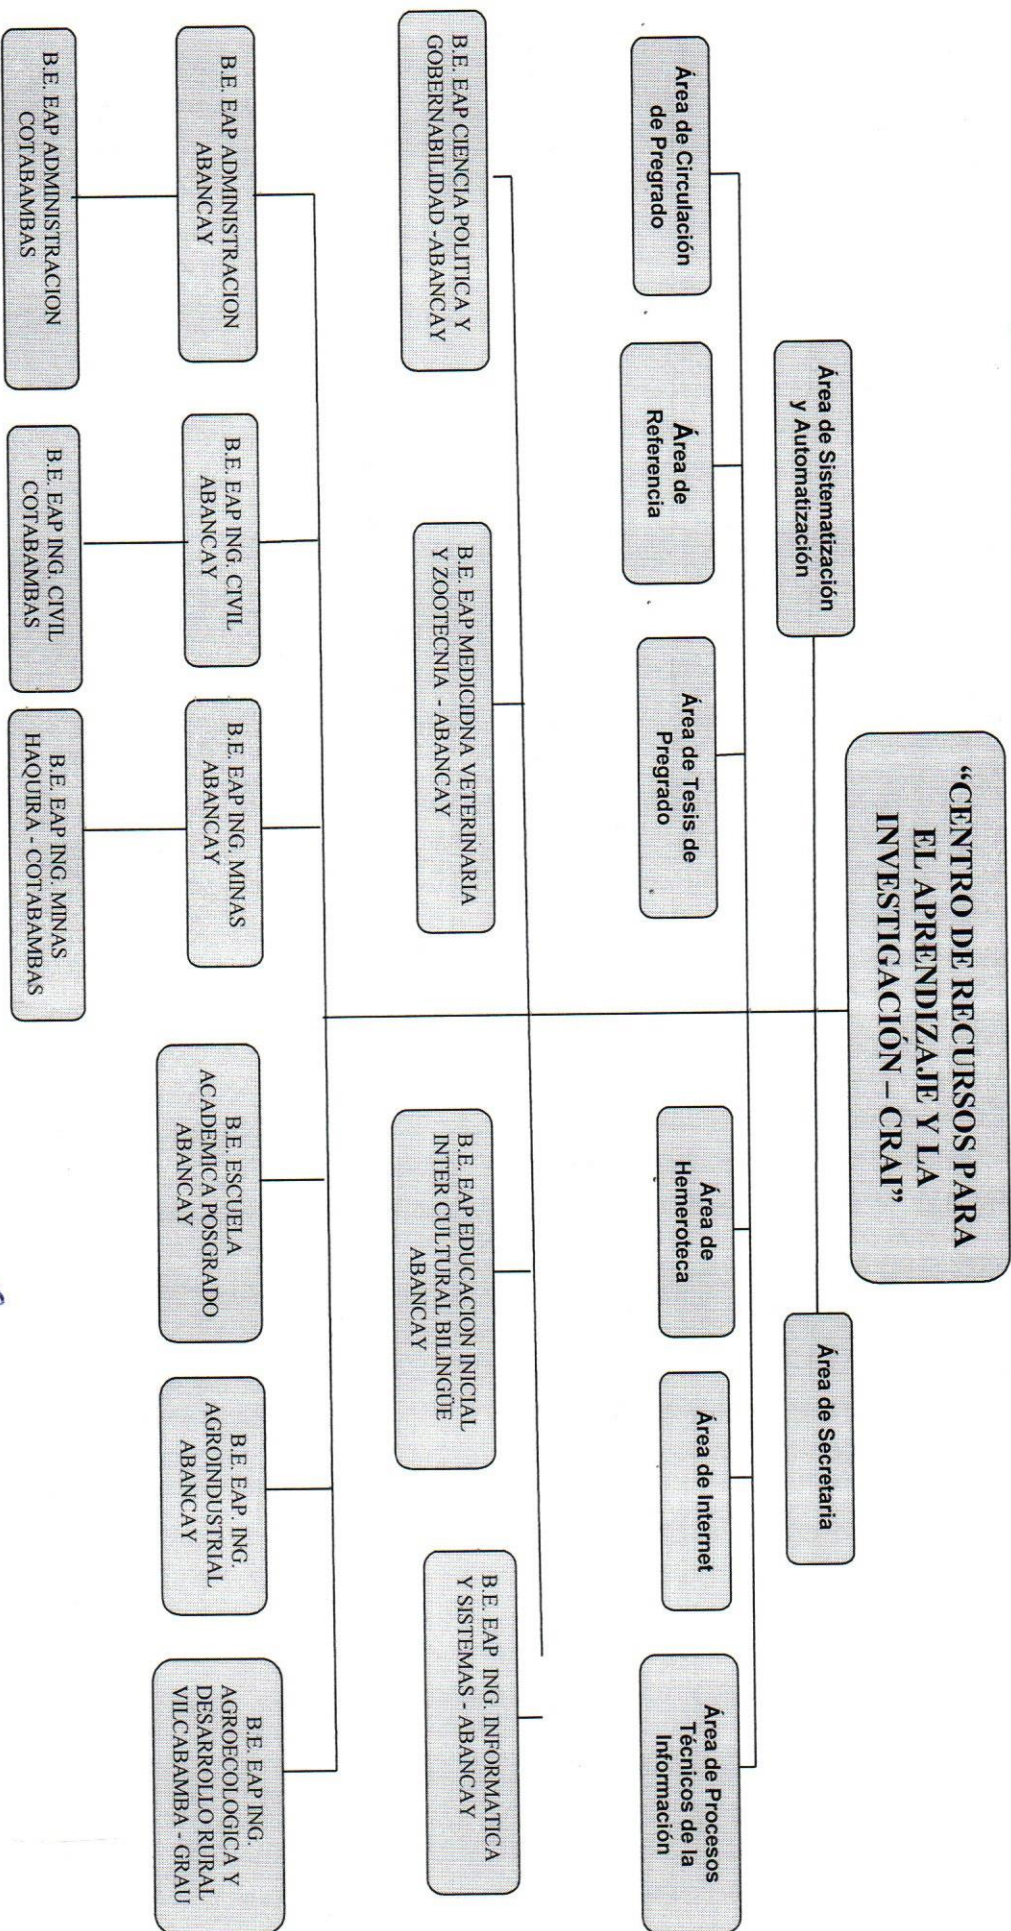 “CENTRO DE RECURSOS PARA
EL APRENDIZAJE Y LA
INVESTIGACIÓN – CRAI”
Área de Sistematización
y Automatización
Área de Secretaria
Área de Circulación
de Pregrado
Área de
Referencia
Área de Tesis de
Pregrado
Área de
Hemeroteca
Área de Internet
Área de Procesos
Técnicos de la
Información
B.E. EAP CIENCIA POLITICA Y
GOBERNABILIDAD -ABANCAY
B.E. EAP MEDICIDNA VETERINARIA
Y ZOOTECNIA - ABANCAY
B.E. EAP EDUCACION INICIAL
INTER CULTURAL BILINGÜE
ABANCAY
B.E. EAP ING. INFORMATICA
Y SISTEMAS - ABANCAY
B.E. EAP ADMINISTRACION
ABANCAY
B.E. EAP ING. CIVIL
ABANCAY
B.E. EAP ING. MINAS
ABANCAY
B.E. ESCUELA
ACADEMICA POSGRADO
ABANCAY
B.E. EAP. ING.
AGROINDUSTRIAL
ABANCAY
B.E. EAP ING.
AGROECOLOGICA Y
DESARROLLO RURAL
VILCABAMBA - GRAU
B.E. EAP ADMINISTRACION
COTABAMBAS
B.E. EAP ING. CIVIL
COTABAMBAS
B.E. EAP ING. MINAS
HAQUIRA - COTABAMBAS